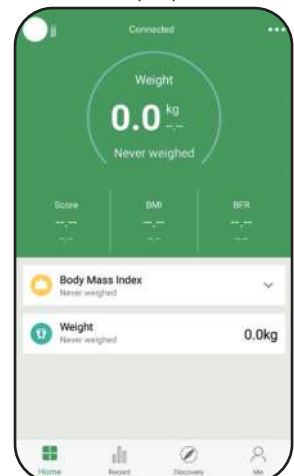 Connected
Weight
0.0 kg
--.--
Never weighed
Score BMI BFR
--.-- --.-- --.--
--.-- --.-- --.--
Body Mass Index
Never weighed
Weight
Never weighed
0.0kg
Home Record Discovery Me